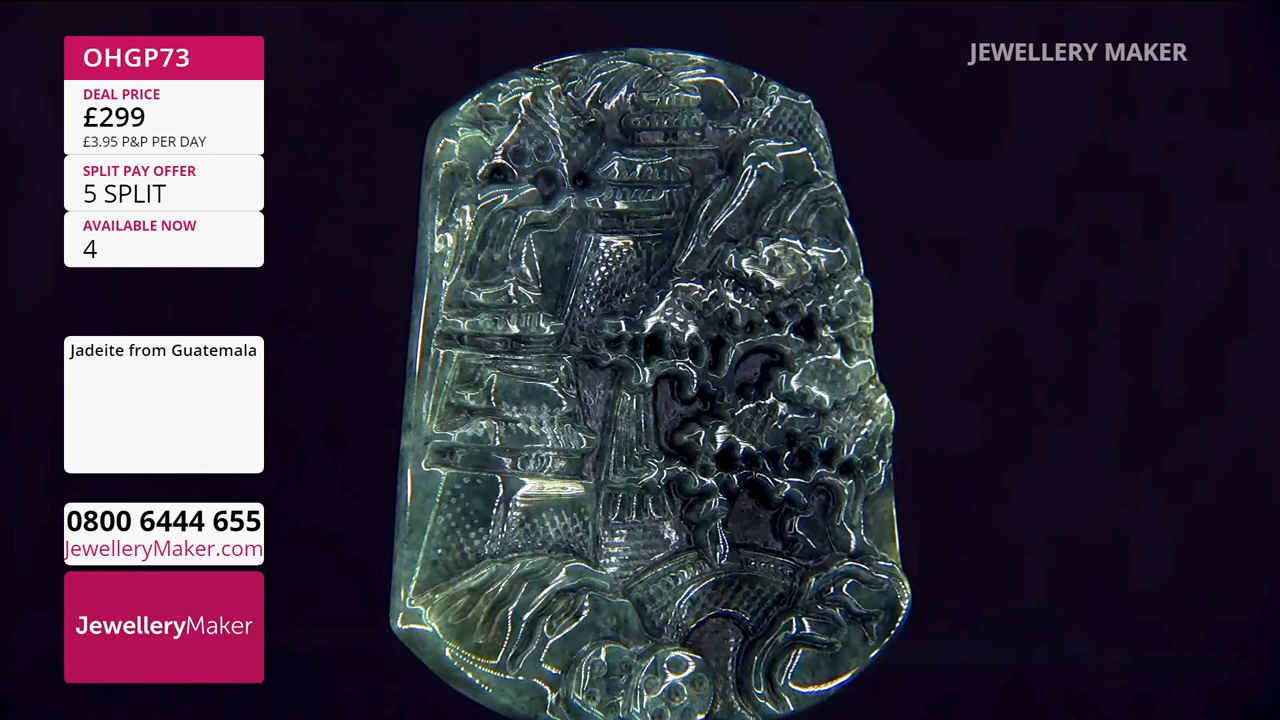 OHGP73
DEAL PRICE
£299
£3.95 P&P PER DAY
SPLIT PAY OFFER
5 SPLIT
AVAILABLE NOW
4
Jadeite from Guatemala
0800 6444 655
JewelleryMaker.com
JewelleryMaker
JEWELLERY MAKER